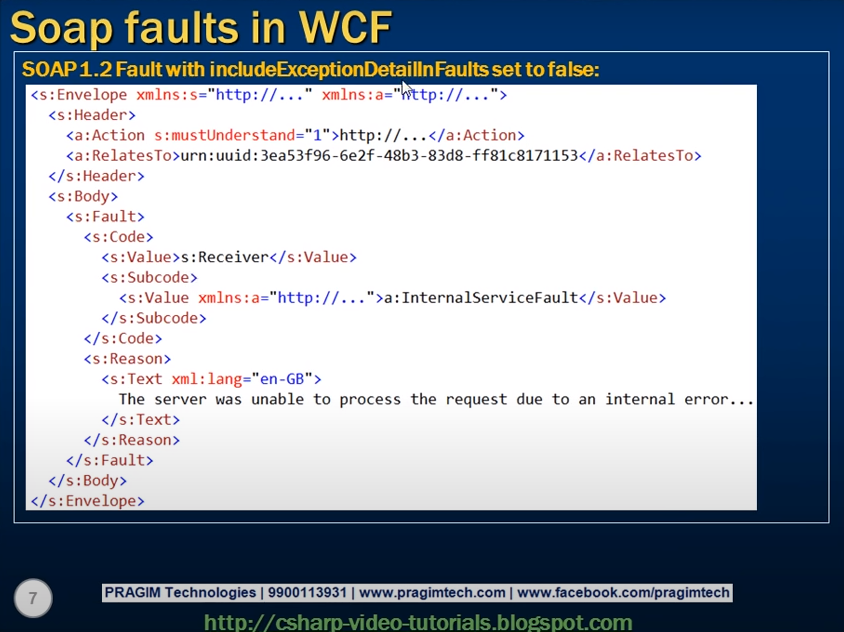 Soap faults in WCF
SOAP 1.2 Fault with includeExceptionDetailInFaults set to false:
<s:Envelope xmlns:s="http://..." xmlns:a="http://...">
<s:Header>
<a:Action s:mustUnderstand="1">http://...</a:Action>
<a:RelatesTo>urn:uuid:3ea53f96-6e2f-48b3-83d8-ff81c8171153</a:RelatesTo>
</s:Header>
<s:Body>
<s:Fault>
<s:Code>
<s:Value>s:Receiver</s:Value>
<s:Subcode>
<s:Value xmlns:a="http://...">a:InternalServiceFault</s:Value>
</s:Subcode>
</s:Code>
<s:Reason>
<s:Text xml:lang="en-GB">
The server was unable to process the request due to an internal error...
</s:Text>
</s:Reason>
</s:Fault>
</s:Body>
</s:Envelope>
7
PRAGIM Technologies | 9900113931 | www.pragimtech.com | www.facebook.com/pragimtech
http://csharp-video-tutorials.blogspot.com